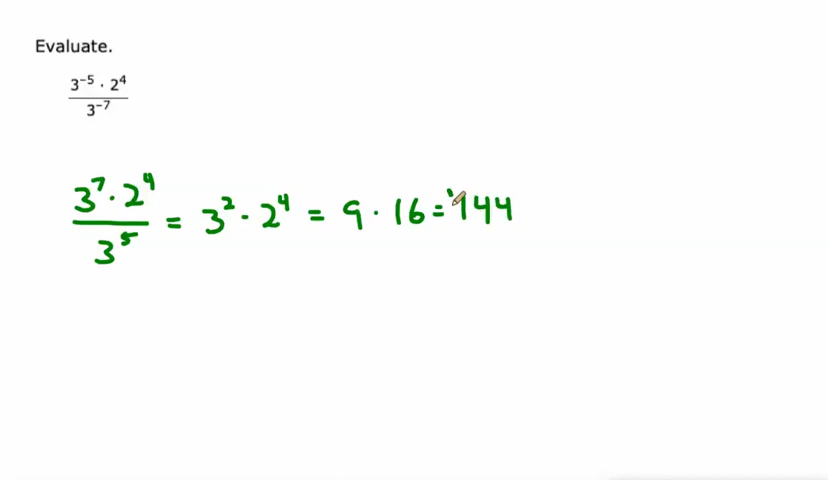 Evaluate.
3⁻⁵ · 2⁴
3⁻⁷
3⁷ · 2⁴
3⁵
= 3² · 2⁴ = 9 · 16 = 144